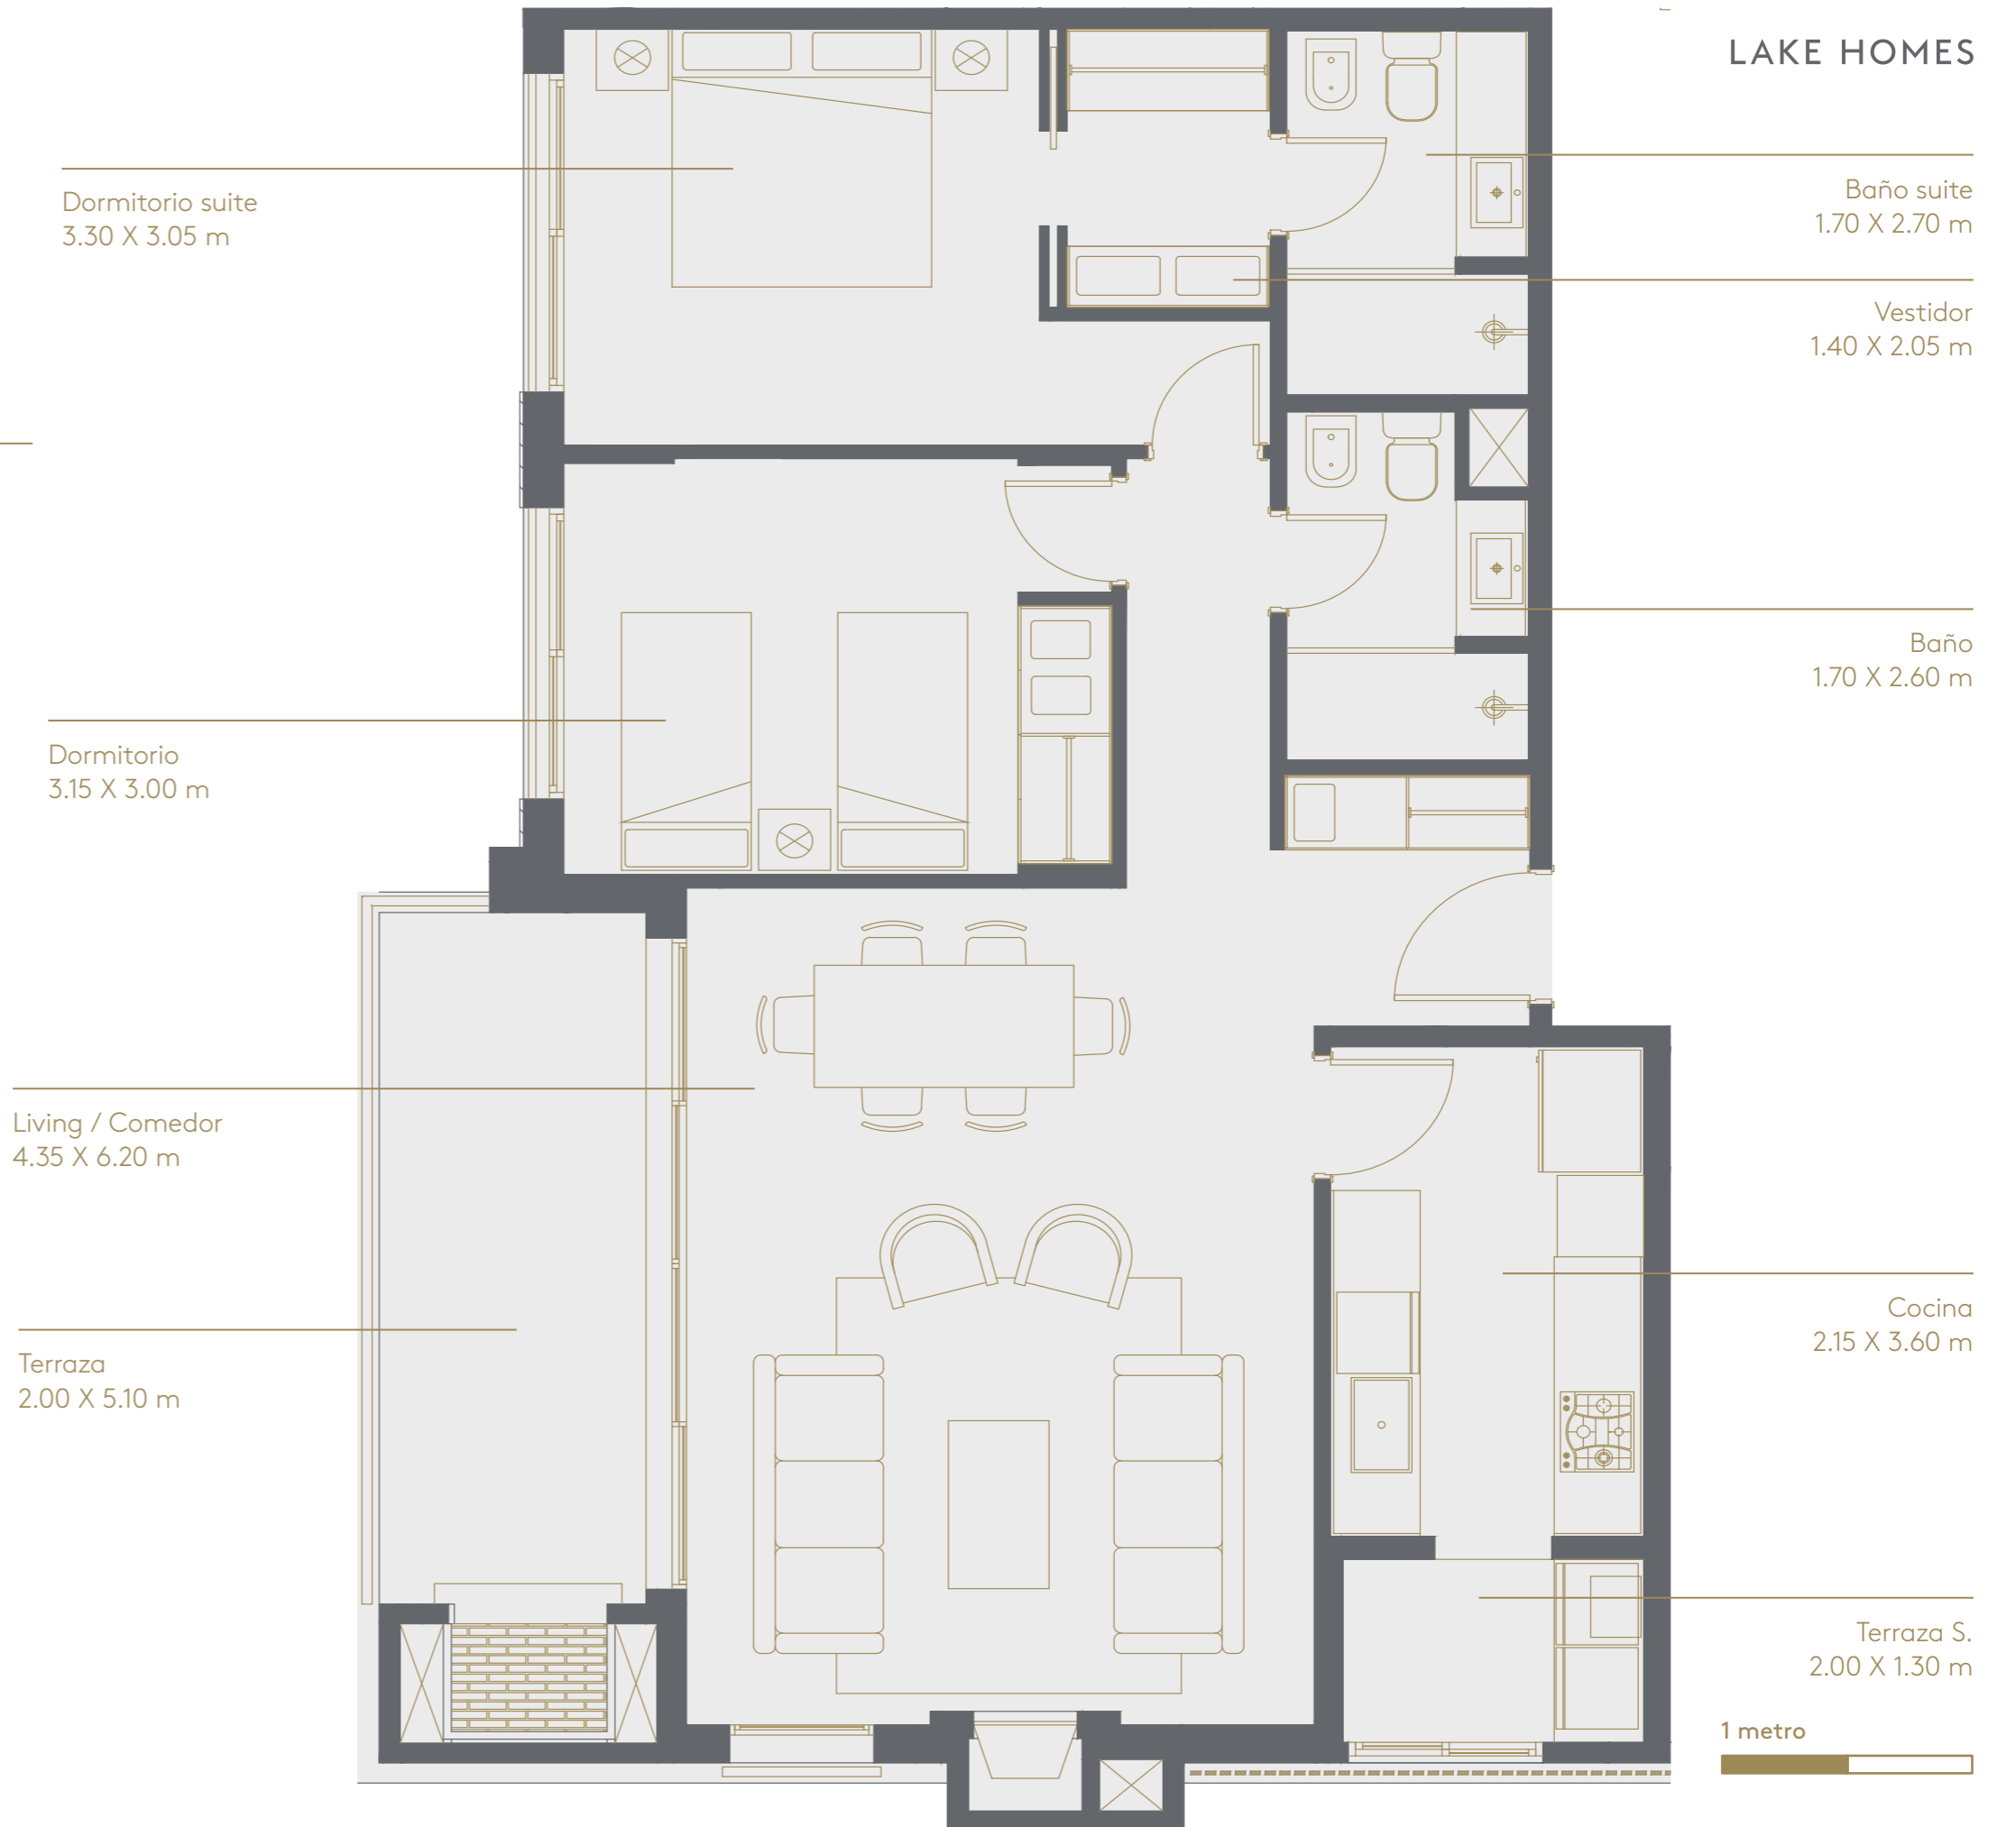 LAKE HOMES
Dormitorio suite
3.30 X 3.05 m
Baño suite
1.70 X 2.70 m
Vestidor
1.40 X 2.05 m
Baño
1.70 X 2.60 m
Dormitorio
3.15 X 3.00 m
Living / Comedor
4.35 X 6.20 m
Cocina
2.15 X 3.60 m
Terraza
2.00 X 5.10 m
Terraza S.
2.00 X 1.30 m
1 metro